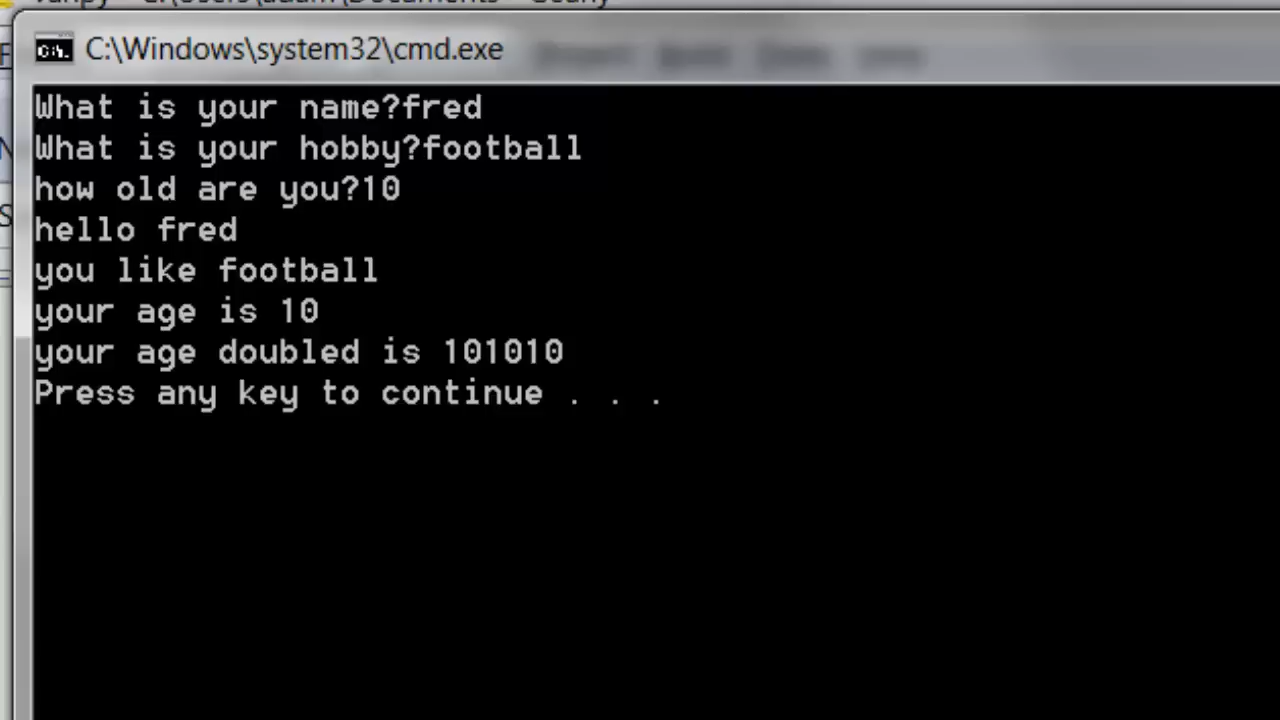 C:\Windows\system32\cmd.exe
What is your name?fred
What is your hobby?football
how old are you?10
hello fred
you like football
your age is 10
your age doubled is 101010
Press any key to continue . . .